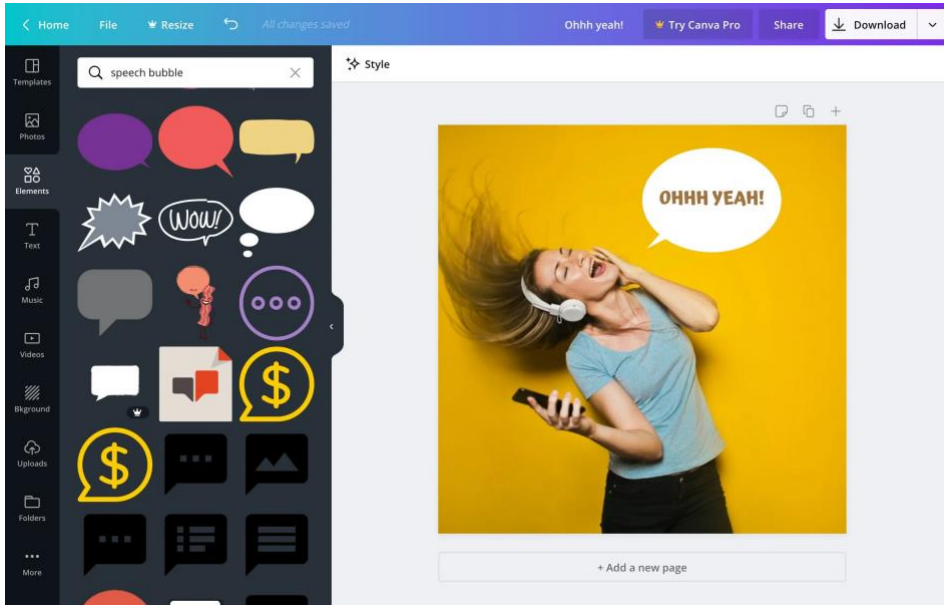 Home
File
Resize
All changes saved
Ohhh yeah!
Try Canva Pro
Share
Download
Templates
Photos
Elements
Text
Music
Videos
Bkground
Uploads
Folders
More
speech bubble
WOW!
$
$
Style
OHHH YEAH!
+ Add a new page